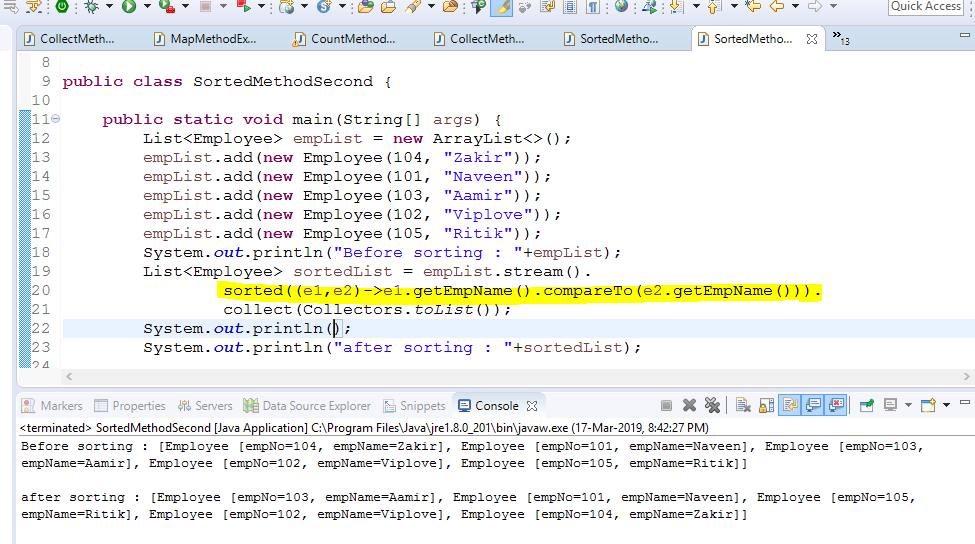 Quick Access
CollectMeth... MapMethodEx... CountMethod... CollectMeth... SortedMetho... SortedMetho... »13
8
9 public class SortedMethodSecond {
10
11 public static void main(String[] args) {
12 List<Employee> empList = new ArrayList<>();
13 empList.add(new Employee(104, "Zakir"));
14 empList.add(new Employee(101, "Naveen"));
15 empList.add(new Employee(103, "Aamir"));
16 empList.add(new Employee(102, "Viplove"));
17 empList.add(new Employee(105, "Ritik"));
18 System.out.println("Before sorting : "+empList);
19 List<Employee> sortedList = empList.stream().
20 sorted((e1,e2)->e1.getEmpName().compareTo(e2.getEmpName())).
21 collect(Collectors.toList());
22 System.out.println();
23 System.out.println("after sorting : "+sortedList);
24
Markers Properties Servers Data Source Explorer Snippets Console
<terminated> SortedMethodSecond [Java Application] C:\Program Files\Java\jre1.8.0_201\bin\javaw.exe (17-Mar-2019, 8:42:27 PM)
Before sorting : [Employee [empNo=104, empName=Zakir], Employee [empNo=101, empName=Naveen], Employee [empNo=103,
empName=Aamir], Employee [empNo=102, empName=Viplove], Employee [empNo=105, empName=Ritik]]
after sorting : [Employee [empNo=103, empName=Aamir], Employee [empNo=101, empName=Naveen], Employee [empNo=105,
empName=Ritik], Employee [empNo=102, empName=Viplove], Employee [empNo=104, empName=Zakir]]